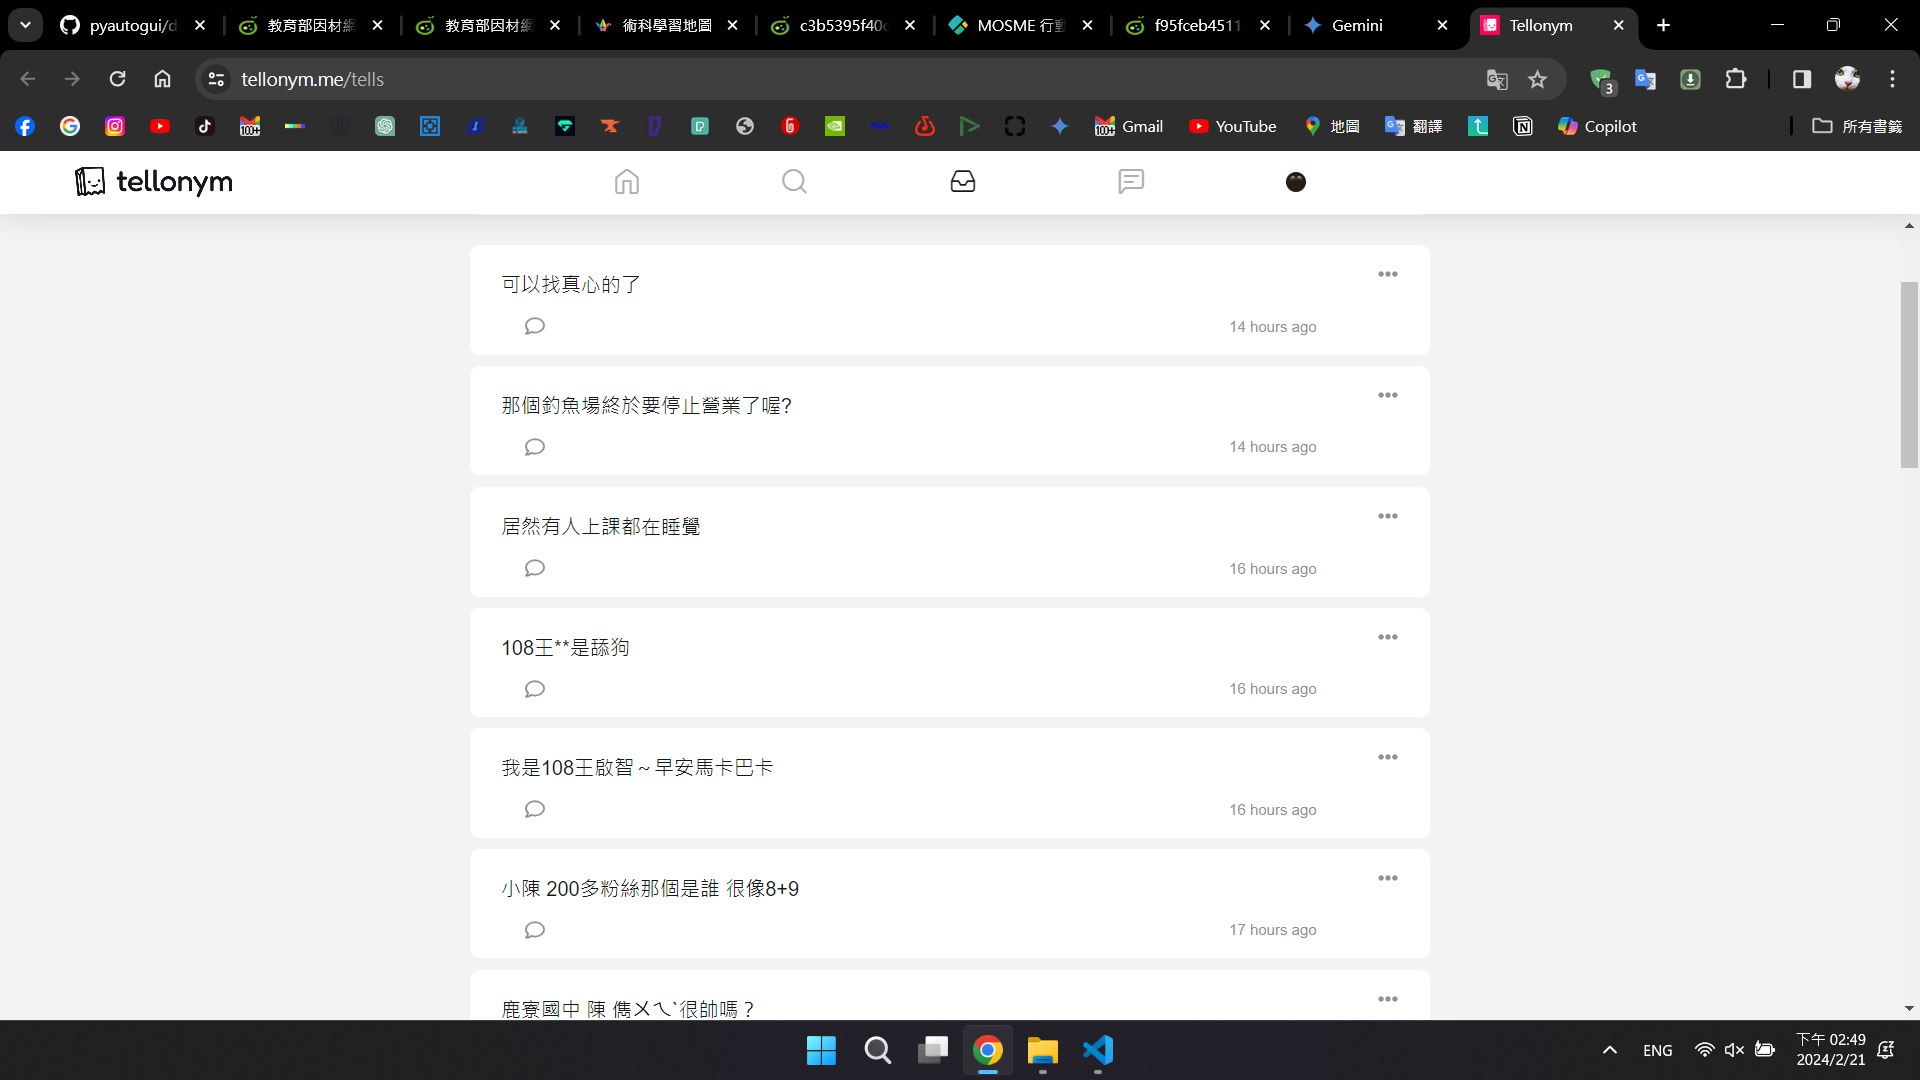 pyautogui/d
教育部因材網
教育部因材網
術科學習地圖
c3b5395f40c
MOSME 行動
f95fceb4511
Gemini
Tellonym
tellonym.me/tells
3
100+
100+
Gmail
YouTube
地圖
翻譯
Copilot
所有書籤
tellonym
可以找真心的了
14 hours ago
那個釣魚場終於要停止營業了喔?
14 hours ago
居然有人上課都在睡覺
16 hours ago
108王**是舔狗
16 hours ago
我是108王啟智～早安馬卡巴卡
16 hours ago
小陳 200多粉絲那個是誰 很像8+9
17 hours ago
鹿寮國中 陳 儁ㄨㄟˋ很帥嗎？
ENG
下午 02:49
2024/2/21